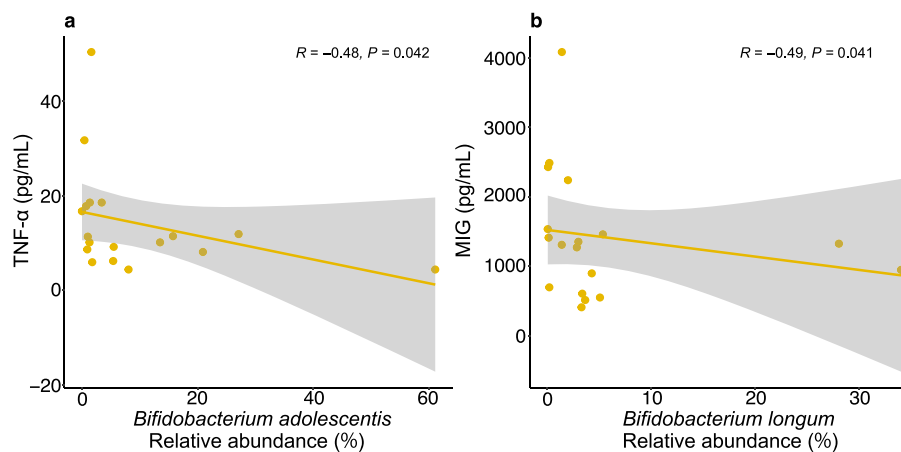 a
R = −0.48, P = 0.042
TNF-α (pg/mL)
40
20
0
−20
0
20
40
60
Bifidobacterium adolescentis
Relative abundance (%)
b
R = −0.49, P = 0.041
MIG (pg/mL)
4000
3000
2000
1000
0
0
10
20
30
Bifidobacterium longum
Relative abundance (%)